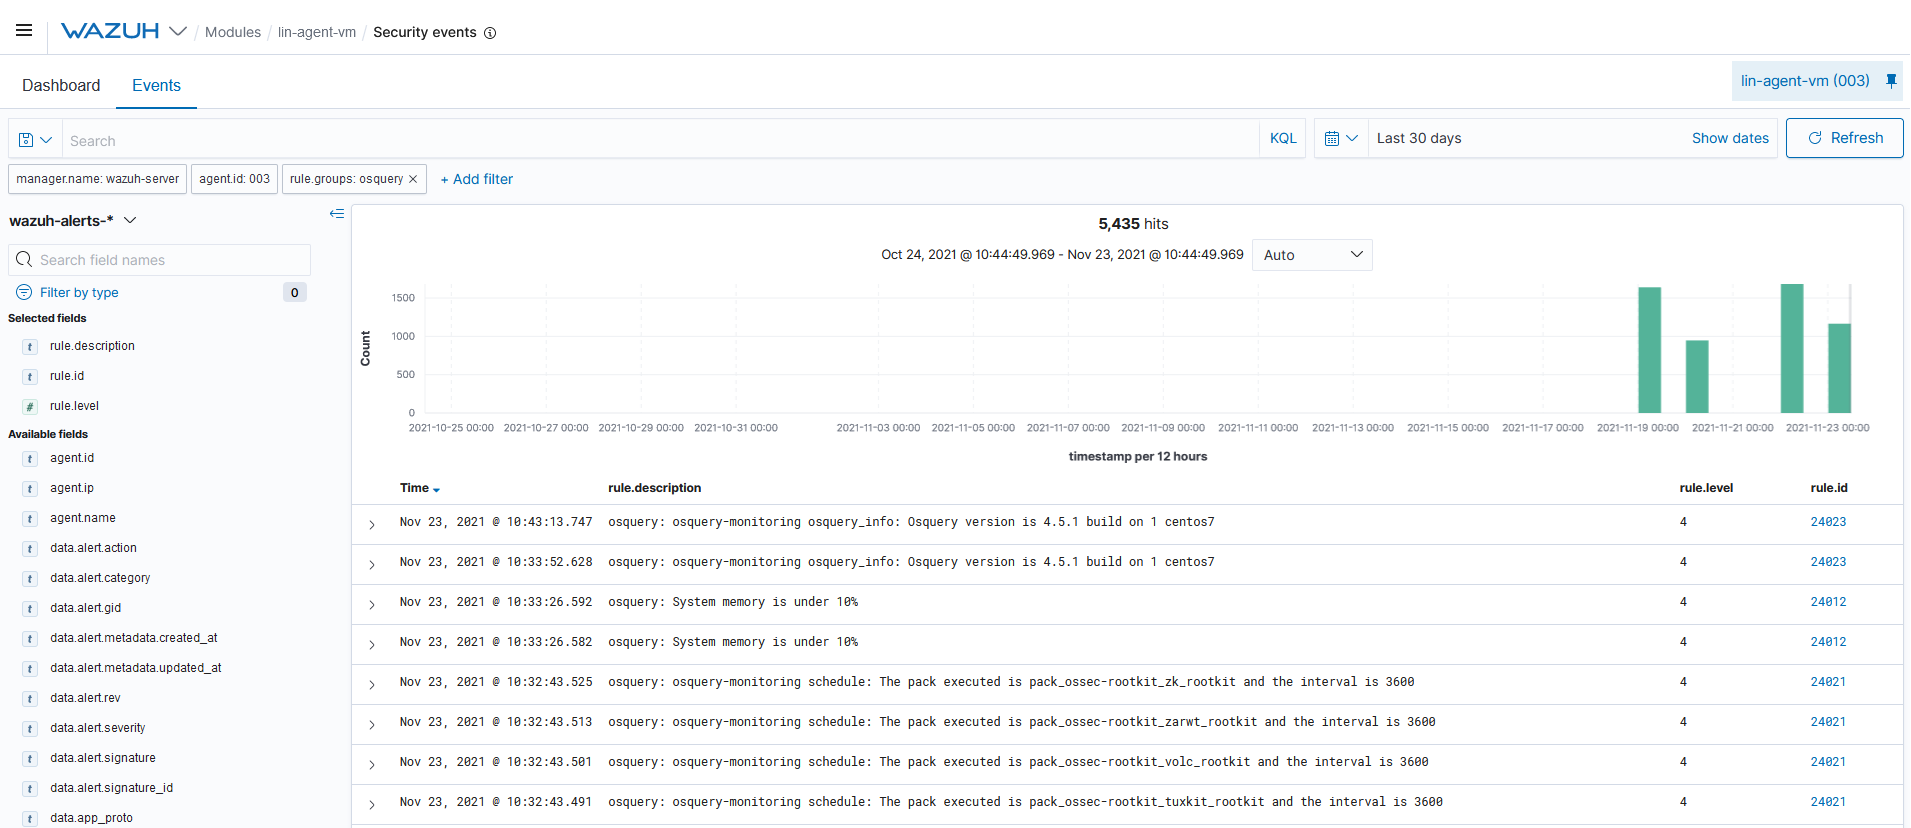 WAZUH / Modules / lin-agent-vm / Security events
Dashboard Events lin-agent-vm (003)
Search KQL Last 30 days Show dates Refresh
manager.name: wazuh-server agent.id: 003 rule.groups: osquery × + Add filter
wazuh-alerts-*
Search field names
Filter by type 0
Selected fields
t rule.description
t rule.id
# rule.level
Available fields
t agent.id
t agent.ip
t agent.name
t data.alert.action
t data.alert.category
t data.alert.gid
t data.alert.metadata.created_at
t data.alert.metadata.updated_at
t data.alert.rev
t data.alert.severity
t data.alert.signature
t data.alert.signature_id
t data.app_proto
5,435 hits
Oct 24, 2021 @ 10:44:49.969 - Nov 23, 2021 @ 10:44:49.969 Auto
Count
1500
1000
500
0
2021-10-25 00:00 2021-10-27 00:00 2021-10-29 00:00 2021-10-31 00:00 2021-11-03 00:00 2021-11-05 00:00 2021-11-07 00:00 2021-11-09 00:00 2021-11-11 00:00 2021-11-13 00:00 2021-11-15 00:00 2021-11-17 00:00 2021-11-19 00:00 2021-11-21 00:00 2021-11-23 00:00
timestamp per 12 hours
Time rule.description rule.level rule.id
Nov 23, 2021 @ 10:43:13.747 osquery: osquery-monitoring osquery_info: Osquery version is 4.5.1 build on 1 centos7 4 24023
Nov 23, 2021 @ 10:33:52.628 osquery: osquery-monitoring osquery_info: Osquery version is 4.5.1 build on 1 centos7 4 24023
Nov 23, 2021 @ 10:33:26.592 osquery: System memory is under 10% 4 24012
Nov 23, 2021 @ 10:33:26.582 osquery: System memory is under 10% 4 24012
Nov 23, 2021 @ 10:32:43.525 osquery: osquery-monitoring schedule: The pack executed is pack_ossec-rootkit_zk_rootkit and the interval is 3600 4 24021
Nov 23, 2021 @ 10:32:43.513 osquery: osquery-monitoring schedule: The pack executed is pack_ossec-rootkit_zarwt_rootkit and the interval is 3600 4 24021
Nov 23, 2021 @ 10:32:43.501 osquery: osquery-monitoring schedule: The pack executed is pack_ossec-rootkit_volc_rootkit and the interval is 3600 4 24021
Nov 23, 2021 @ 10:32:43.491 osquery: osquery-monitoring schedule: The pack executed is pack_ossec-rootkit_tuxkit_rootkit and the interval is 3600 4 24021